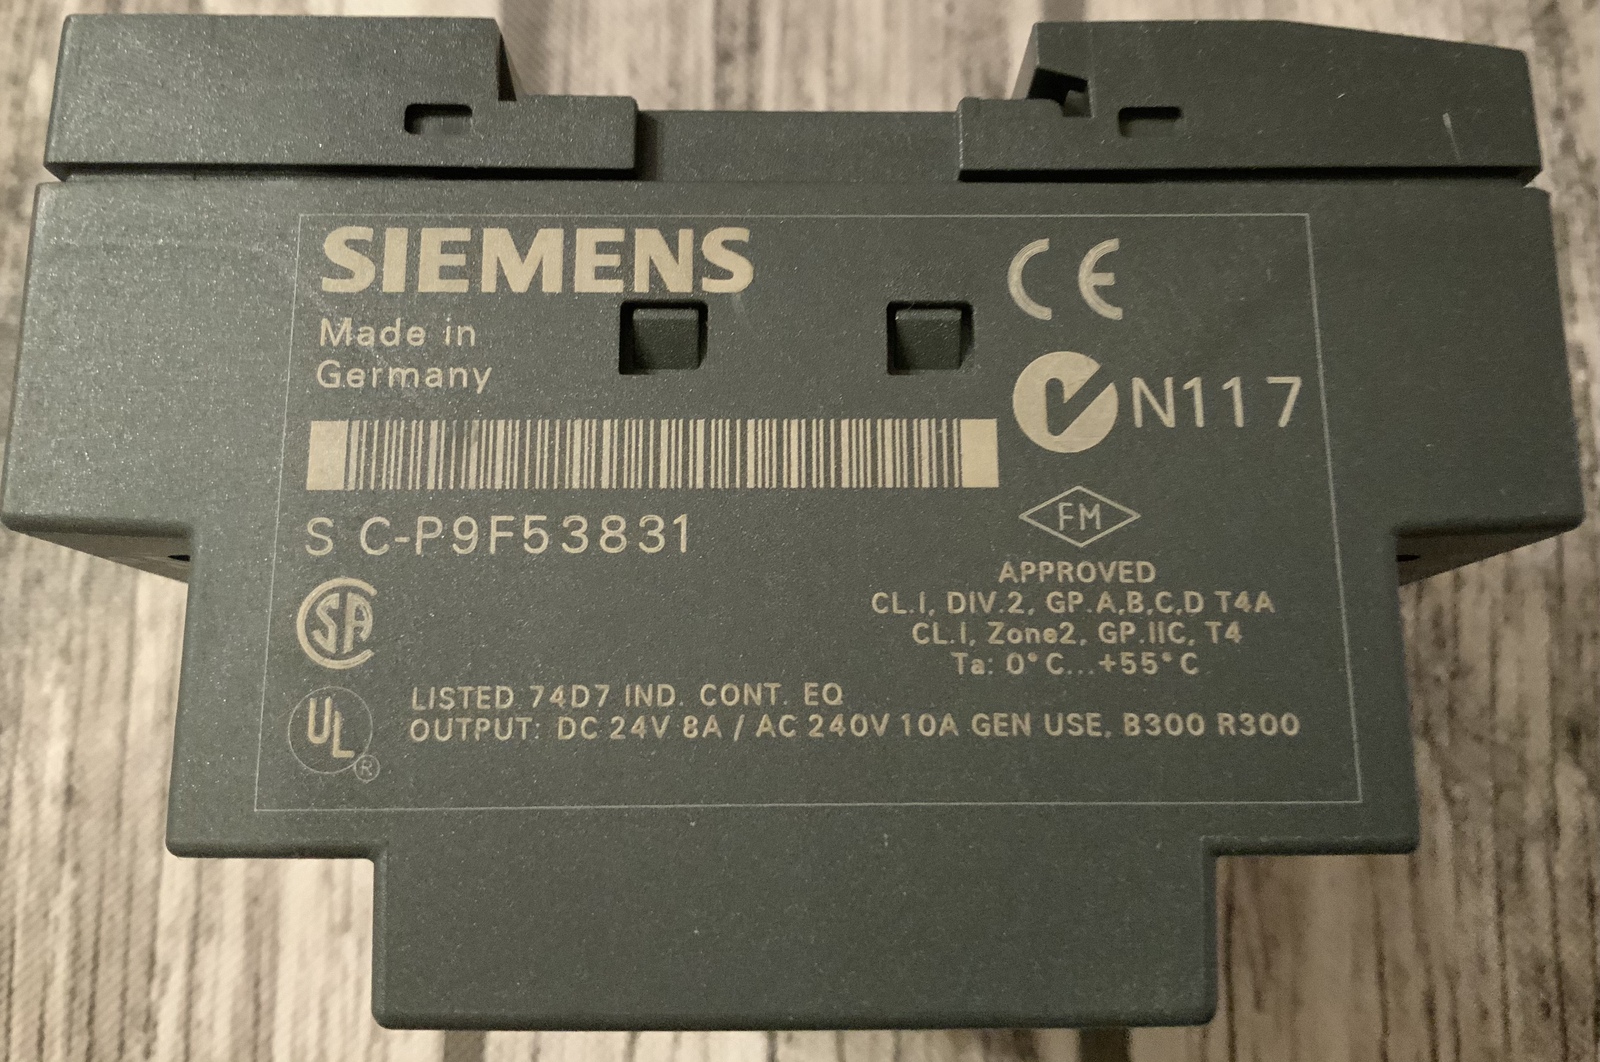 SIEMENS
Made in
Germany
CE
N117
S C-P9F53831
FM
APPROVED
CL.I, DIV.2, GP.A,B,C,D T4A
CL.I, Zone2, GP.IIC, T4
Ta: 0°C...+55°C
SA
LISTED 74D7 IND. CONT. EQ
UL ®
OUTPUT: DC 24V 8A / AC 240V 10A GEN USE, B300 R300